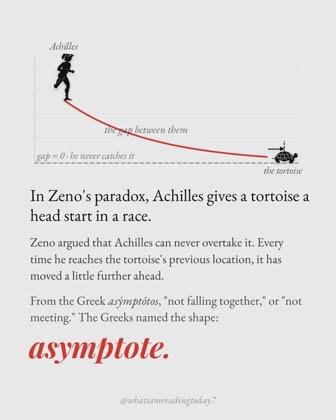 Achilles
the gap between them
gap = 0 · he never catches it
the tortoise
In Zeno's paradox, Achilles gives a tortoise a
head start in a race.
Zeno argued that Achilles can never overtake it. Every
time he reaches the tortoise's previous location, it has
moved a little further ahead.
From the Greek asýmptōtos, "not falling together," or "not
meeting." The Greeks named the shape:
asymptote.
@whatiamreadingtoday7